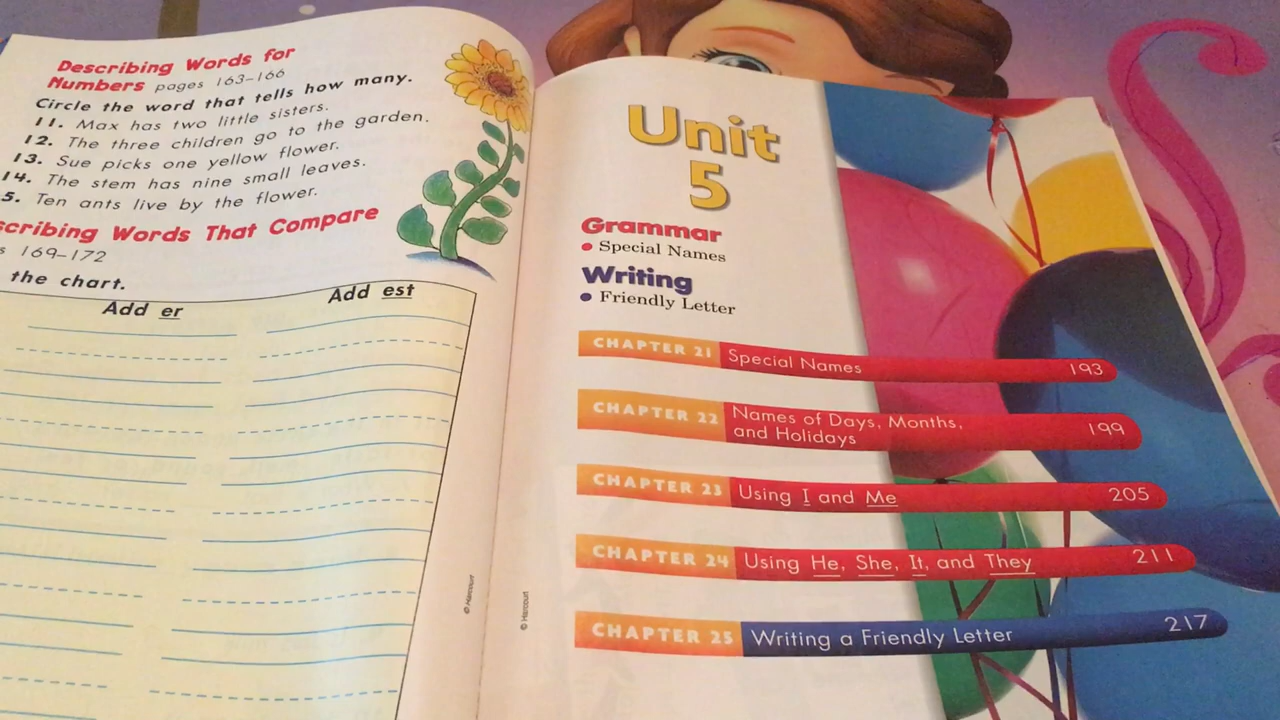 Describing Words for
Numbers pages 163–166
Circle the word that tells how many.
11. Max has two little sisters.
12. The three children go to the garden.
13. Sue picks one yellow flower.
14. The stem has nine small leaves.
5. Ten ants live by the flower.
scribing Words That Compare
s 169–172
the chart.
Add er
Add est
© Harcourt
Unit
5
Grammar
• Special Names
Writing
• Friendly Letter
CHAPTER 21 Special Names 193
CHAPTER 22 Names of Days, Months,
and Holidays 199
CHAPTER 23 Using I and Me 205
CHAPTER 24 Using He, She, It, and They 211
CHAPTER 25 Writing a Friendly Letter 217
© Harcourt